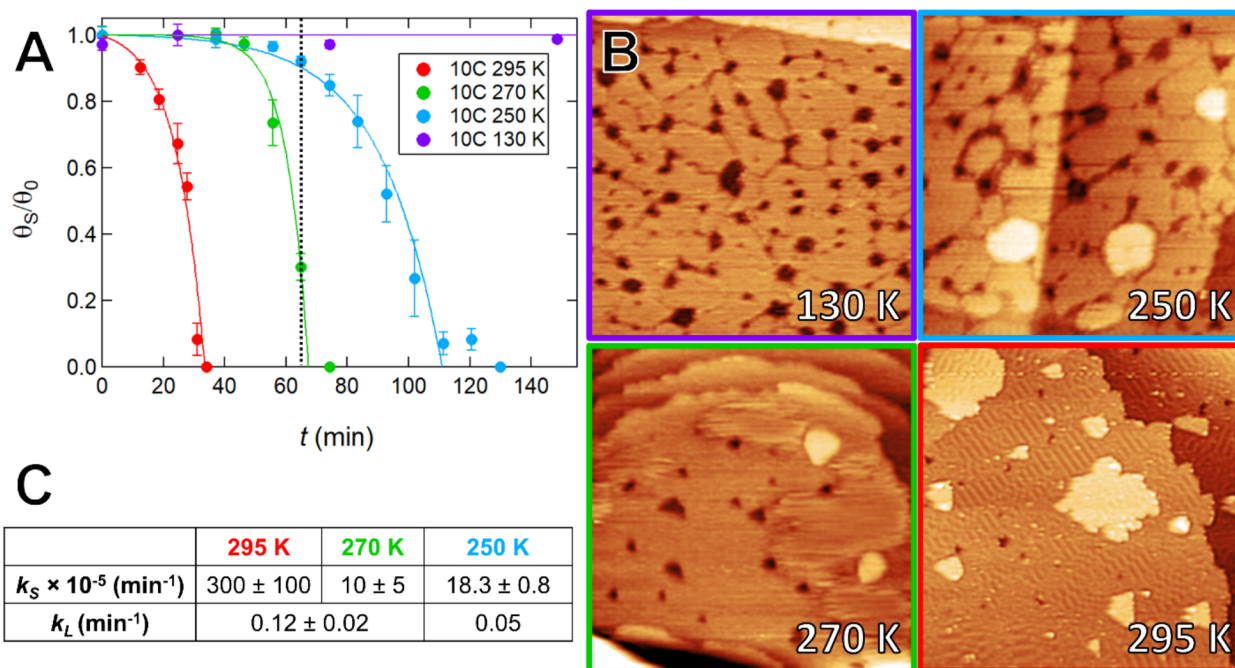 A
1.0
0.8
0.6
0.4
0.2
0.0
θS/θ0
0 20 40 60 80 100 120 140
t (min)
10C 295 K
10C 270 K
10C 250 K
10C 130 K
B
130 K
250 K
270 K
295 K
C
295 K 270 K 250 K
kS × 10-5 (min-1) 300 ± 100 10 ± 5 18.3 ± 0.8
kL (min-1) 0.12 ± 0.02 0.05